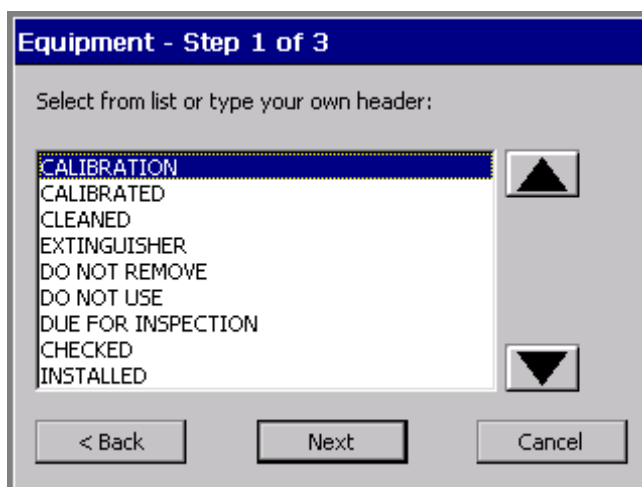 Equipment - Step 1 of 3
Select from list or type your own header:
CALIBRATION
CALIBRATED
CLEANED
EXTINGUISHER
DO NOT REMOVE
DO NOT USE
DUE FOR INSPECTION
CHECKED
INSTALLED
< Back Next Cancel